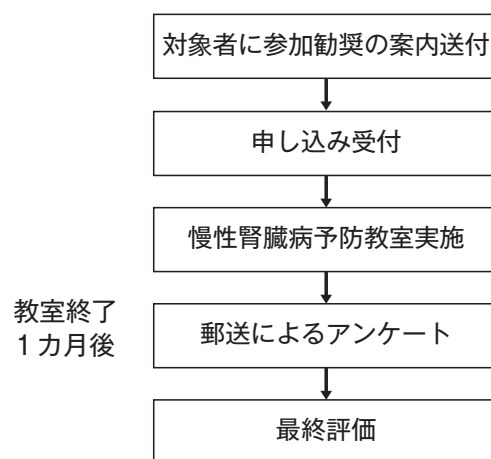 対象者に参加勧奨の案内送付
申し込み受付
慢性腎臓病予防教室実施
教室終了
1カ月後
郵送によるアンケート
最終評価